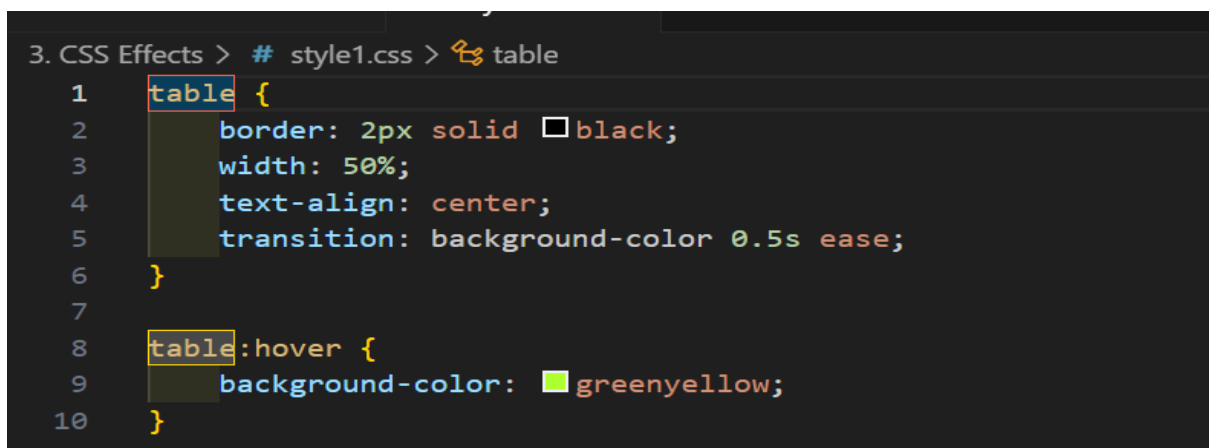 3. CSS Effects > # style1.css > table
1 table {
2 border: 2px solid black;
3 width: 50%;
4 text-align: center;
5 transition: background-color 0.5s ease;
6 }
7
8 table:hover {
9 background-color: greenyellow;
10 }